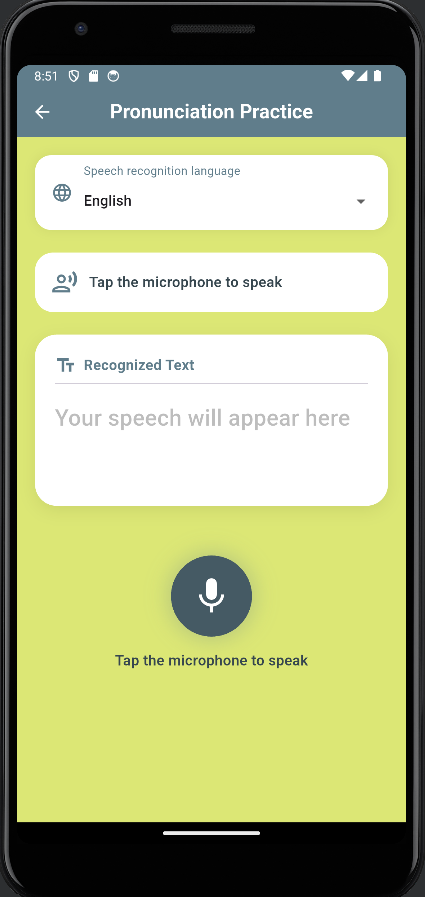 8:51
Pronunciation Practice
Speech recognition language
English
Tap the microphone to speak
Recognized Text
Your speech will appear here
Tap the microphone to speak